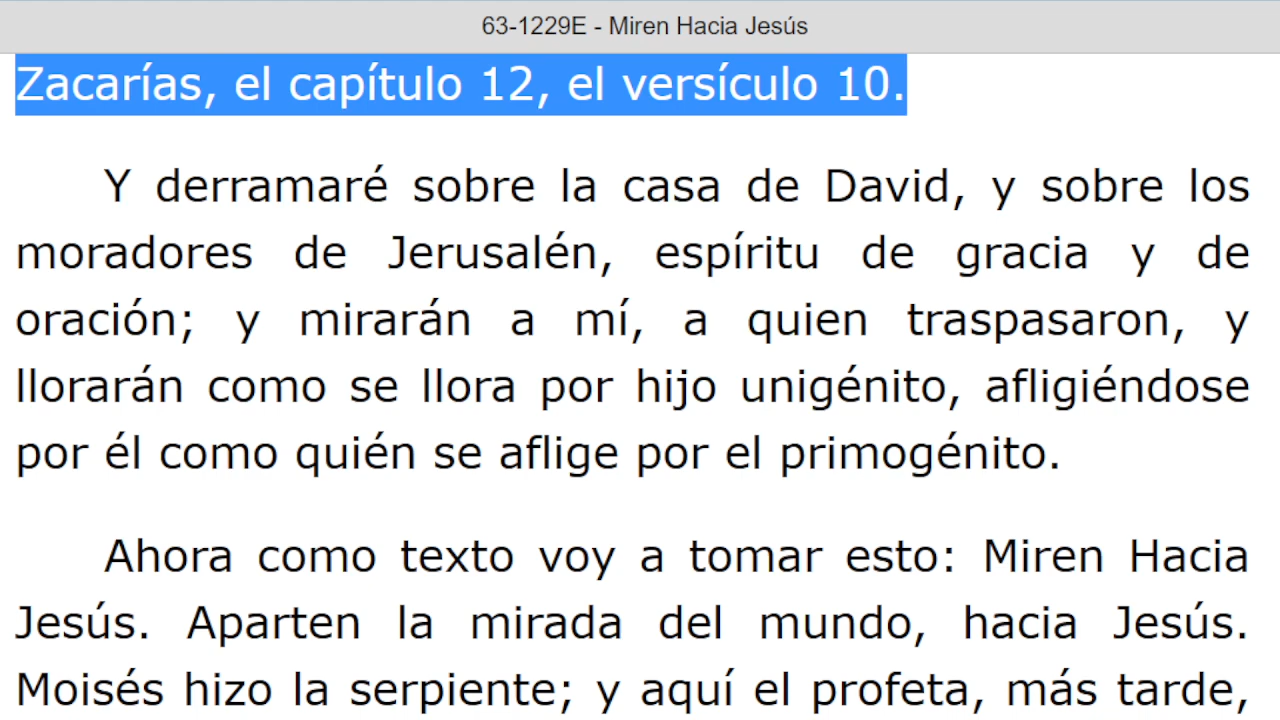 63-1229E - Miren Hacia Jesús
Zacarías, el capítulo 12, el versículo 10.
Y derramaré sobre la casa de David, y sobre los
moradores de Jerusalén, espíritu de gracia y de
oración; y mirarán a mí, a quien traspasaron, y
llorarán como se llora por hijo unigénito, afligiéndose
por él como quién se aflige por el primogénito.
Ahora como texto voy a tomar esto: Miren Hacia
Jesús. Aparten la mirada del mundo, hacia Jesús.
Moisés hizo la serpiente; y aquí el profeta, más tarde,